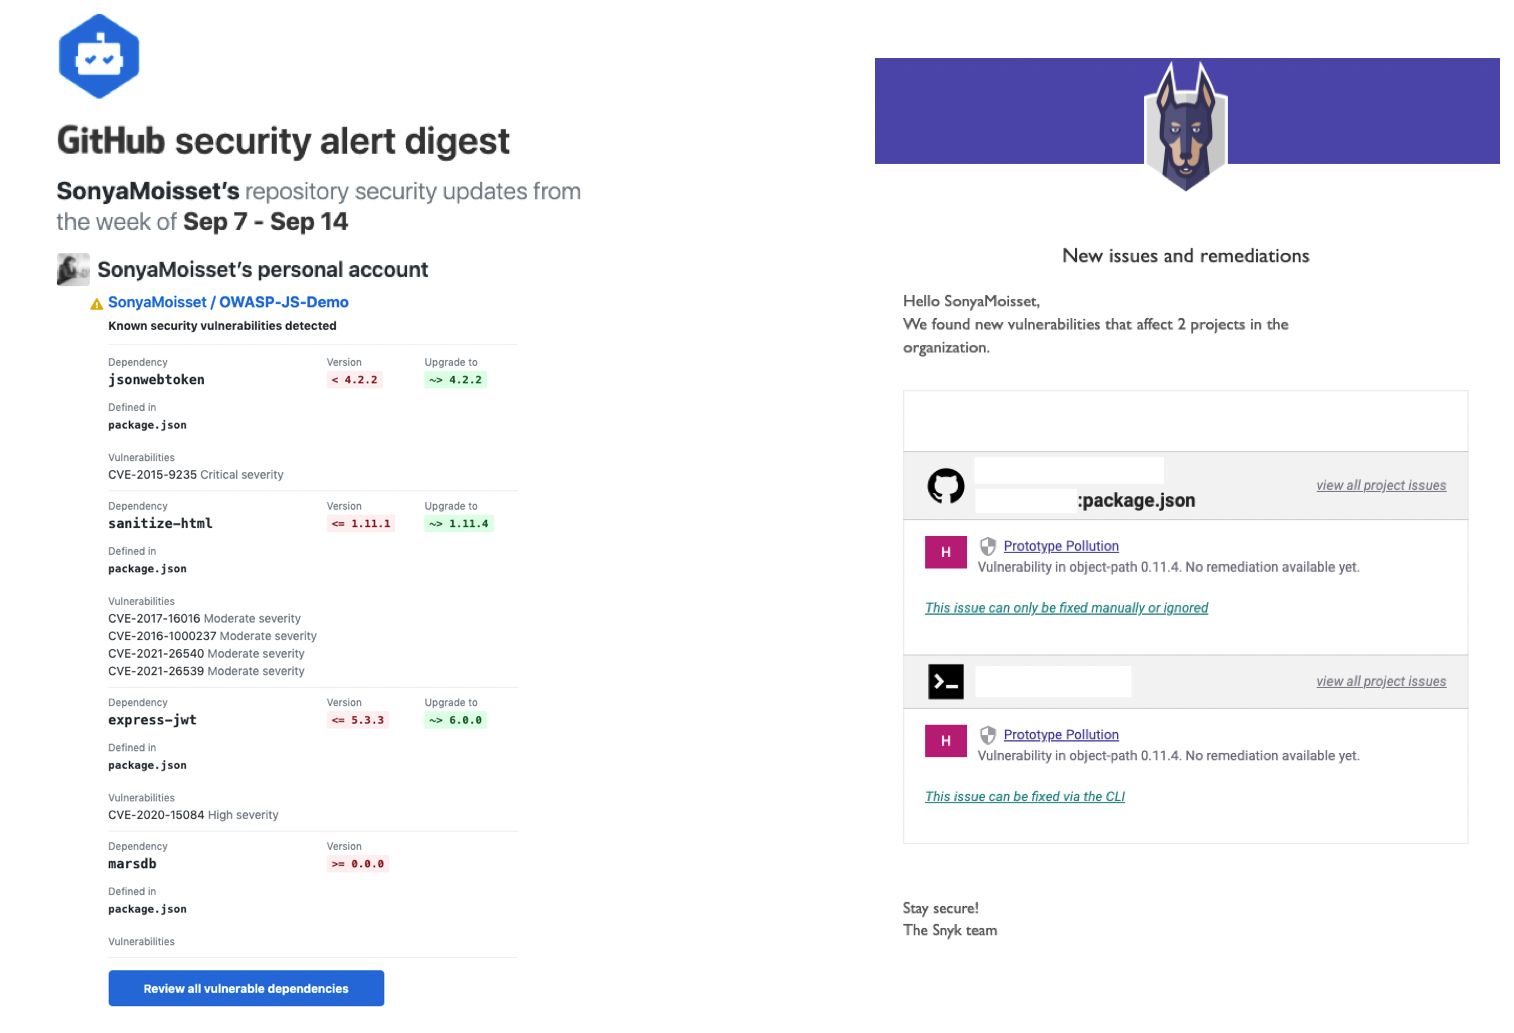 GitHub security alert digest
SonyaMoisset's repository security updates from
the week of Sep 7 - Sep 14
SonyaMoisset's personal account
SonyaMoisset / OWASP-JS-Demo
Known security vulnerabilities detected
Dependency Version Upgrade to
jsonwebtoken < 4.2.2 ~> 4.2.2
Defined in
package.json
Vulnerabilities
CVE-2015-9235 Critical severity
Dependency Version Upgrade to
sanitize-html <= 1.11.1 ~> 1.11.4
Defined in
package.json
Vulnerabilities
CVE-2017-16016 Moderate severity
CVE-2016-1000237 Moderate severity
CVE-2021-26540 Moderate severity
CVE-2021-26539 Moderate severity
Dependency Version Upgrade to
express-jwt <= 5.3.3 ~> 6.0.0
Defined in
package.json
Vulnerabilities
CVE-2020-15084 High severity
Dependency Version
marsdb >= 0.0.0
Defined in
package.json
Vulnerabilities
Review all vulnerable dependencies
New issues and remediations
Hello SonyaMoisset,
We found new vulnerabilities that affect 2 projects in the
organization.
:package.json
view all project issues
H Prototype Pollution
Vulnerability in object-path 0.11.4. No remediation available yet.
This issue can only be fixed manually or ignored
view all project issues
H Prototype Pollution
Vulnerability in object-path 0.11.4. No remediation available yet.
This issue can be fixed via the CLI
Stay secure!
The Snyk team